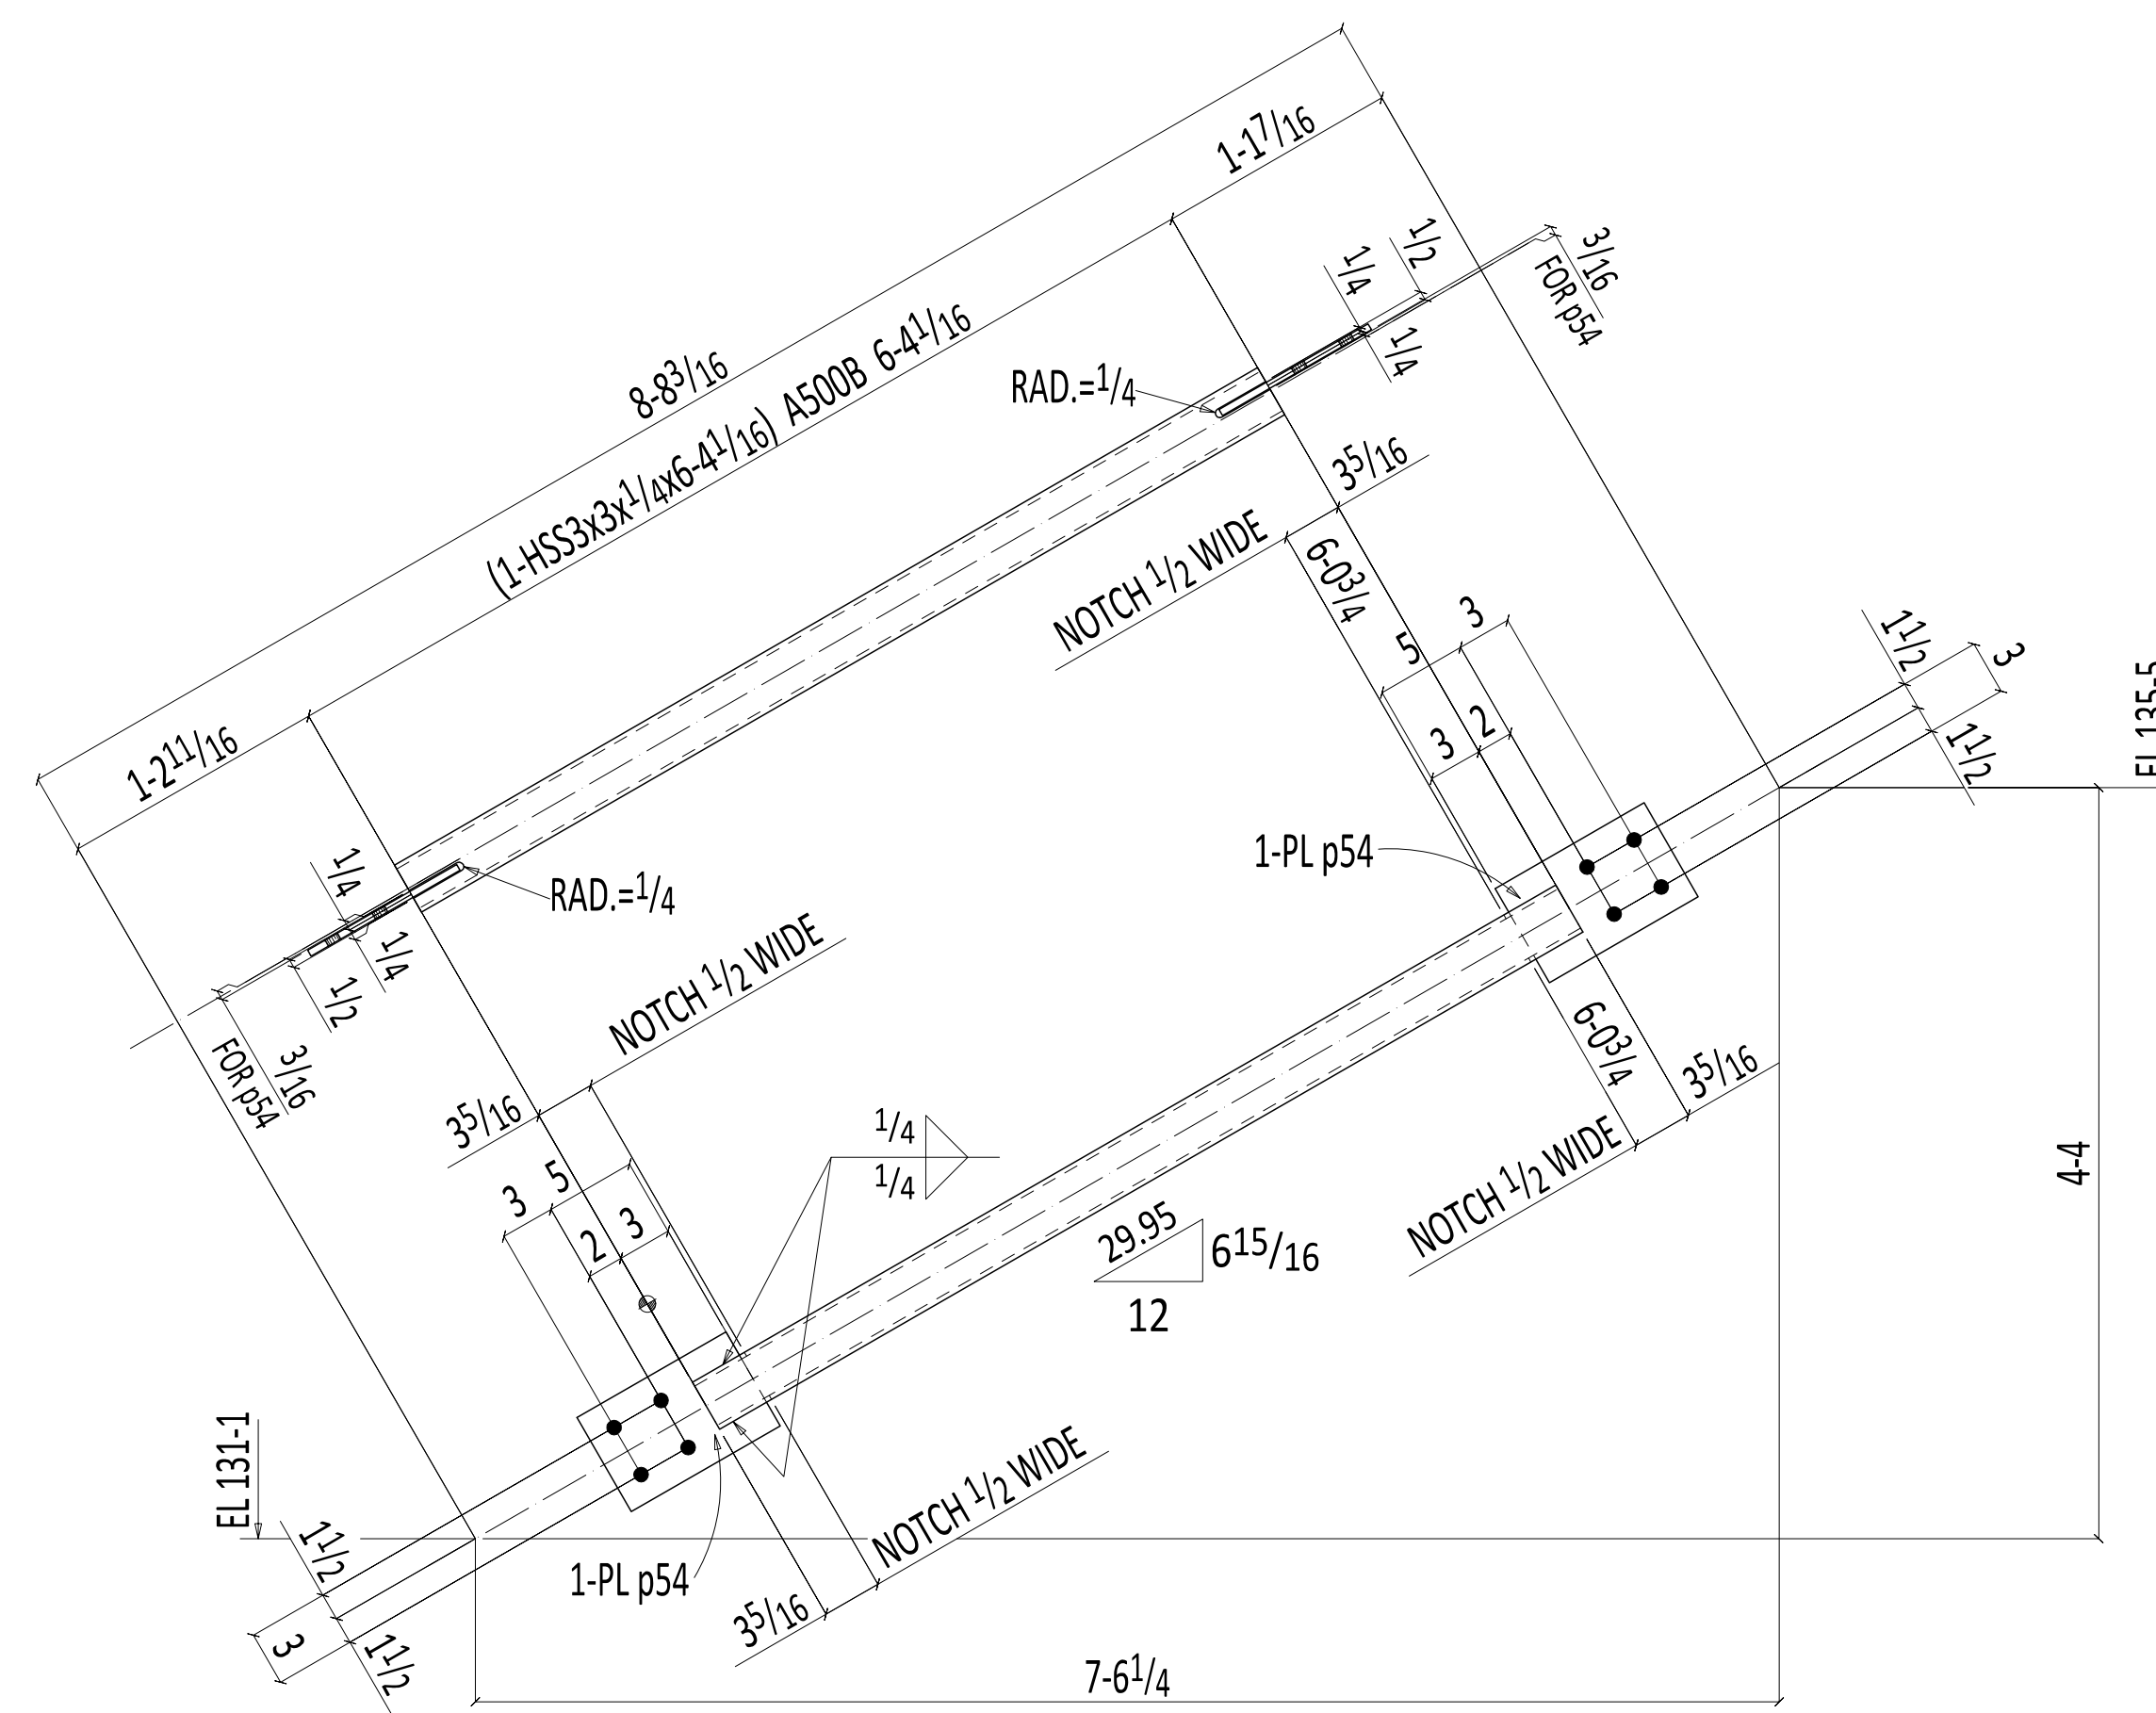 1-1 7/16
8-8 3/16
(1-HSS3x3x1/4x6-4 1/16) A500B 6-4 1/16
1/2
1/4
3/16
FOR p54
1/4
RAD.=1/4
3 5/16
NOTCH 1/2 WIDE
6-0 3/4
3
5
3
2
1 1/2
3
1 1/2
EL 135-5
1-2 11/16
1/4
RAD.=1/4
1/4
1/2
3/16
FOR p54
1-PL p54
NOTCH 1/2 WIDE
3 5/16
6-0 3/4
3 5/16
NOTCH 1/2 WIDE
1/4
1/4
3
5
2
3
29.95
6 15/16
12
4-4
EL 131-1
1 1/2
3
1 1/2
1-PL p54
NOTCH 1/2 WIDE
3 5/16
7-6 1/4